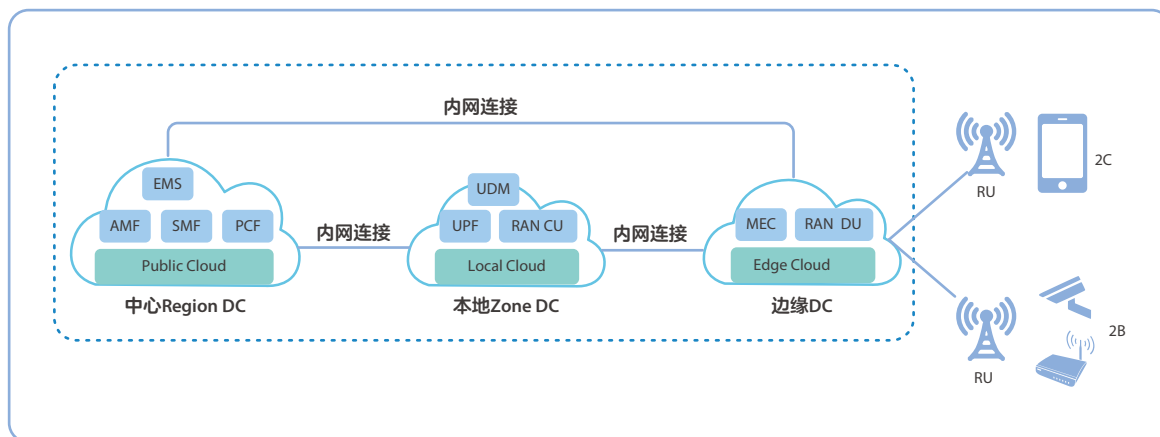 内网连接
EMS
AMF
SMF
PCF
Public Cloud
中心Region DC
内网连接
UDM
UPF
RAN CU
Local Cloud
本地Zone DC
内网连接
MEC
RAN DU
Edge Cloud
边缘DC
RU
2C
RU
2B